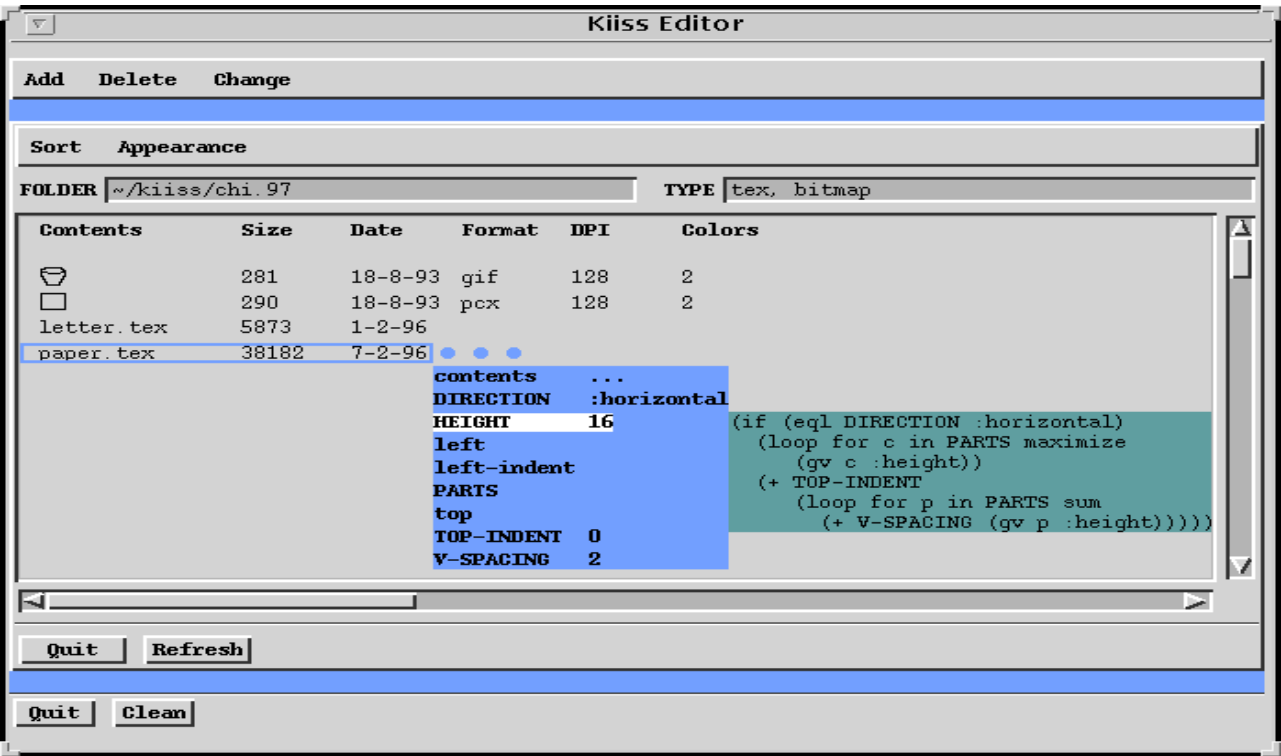 Kiiss Editor
Add Delete Change
Sort Appearance
FOLDER ~/kiiss/chi.97 TYPE tex, bitmap
Contents Size Date Format DPI Colors
281 18-8-93 gif 128 2
290 18-8-93 pcx 128 2
letter.tex 5873 1-2-96
paper.tex 38182 7-2-96
contents ...
DIRECTION :horizontal
HEIGHT 16 (if (eql DIRECTION :horizontal)
left (loop for c in PARTS maximize
left-indent (gv c :height))
PARTS (+ TOP-INDENT
top (loop for p in PARTS sum
TOP-INDENT 0 (+ V-SPACING (gv p :height)))))
V-SPACING 2
Quit Refresh
Quit Clean